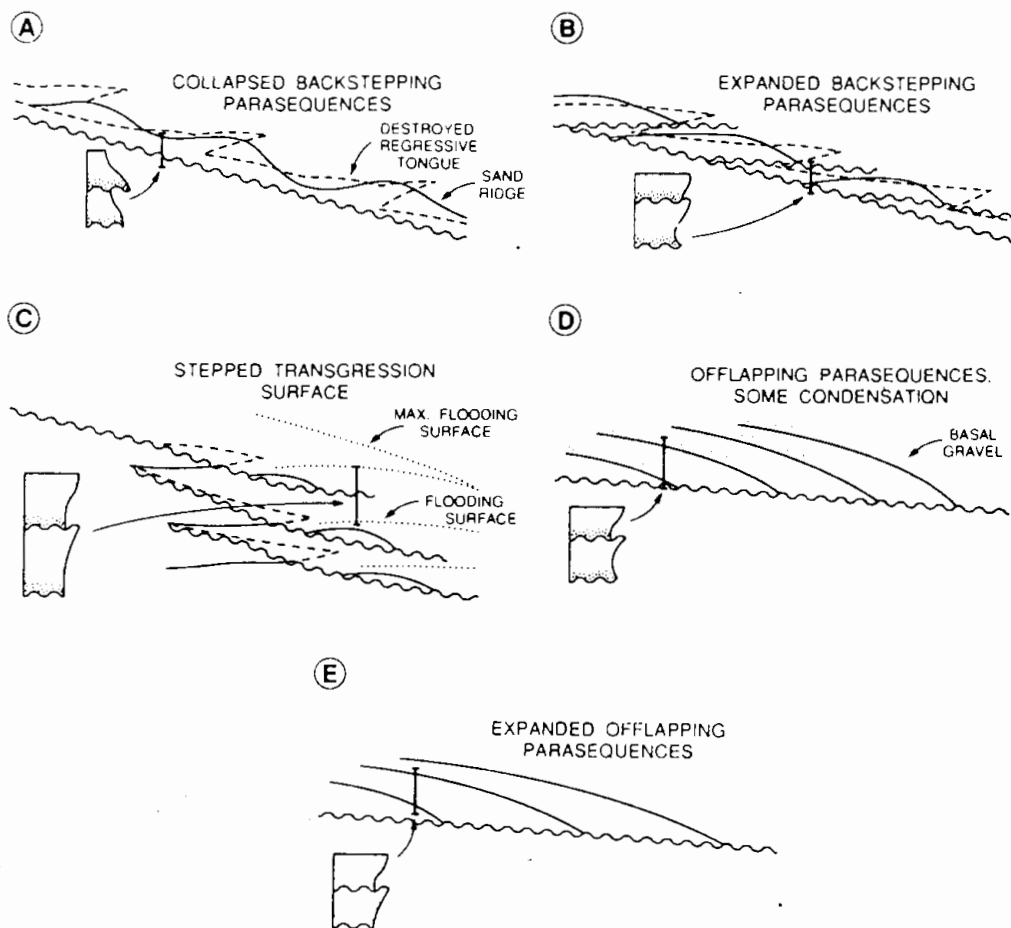 A
COLLAPSED BACKSTEPPING
PARASEQUENCES
DESTROYED
REGRESSIVE
TONGUE
SAND
RIDGE
B
EXPANDED BACKSTEPPING
PARASEQUENCES
C
STEPPED TRANSGRESSION
SURFACE
MAX. FLOODING
SURFACE
FLOODING
SURFACE
D
OFFLAPPING PARASEQUENCES.
SOME CONDENSATION
BASAL
GRAVEL
E
EXPANDED OFFLAPPING
PARASEQUENCES